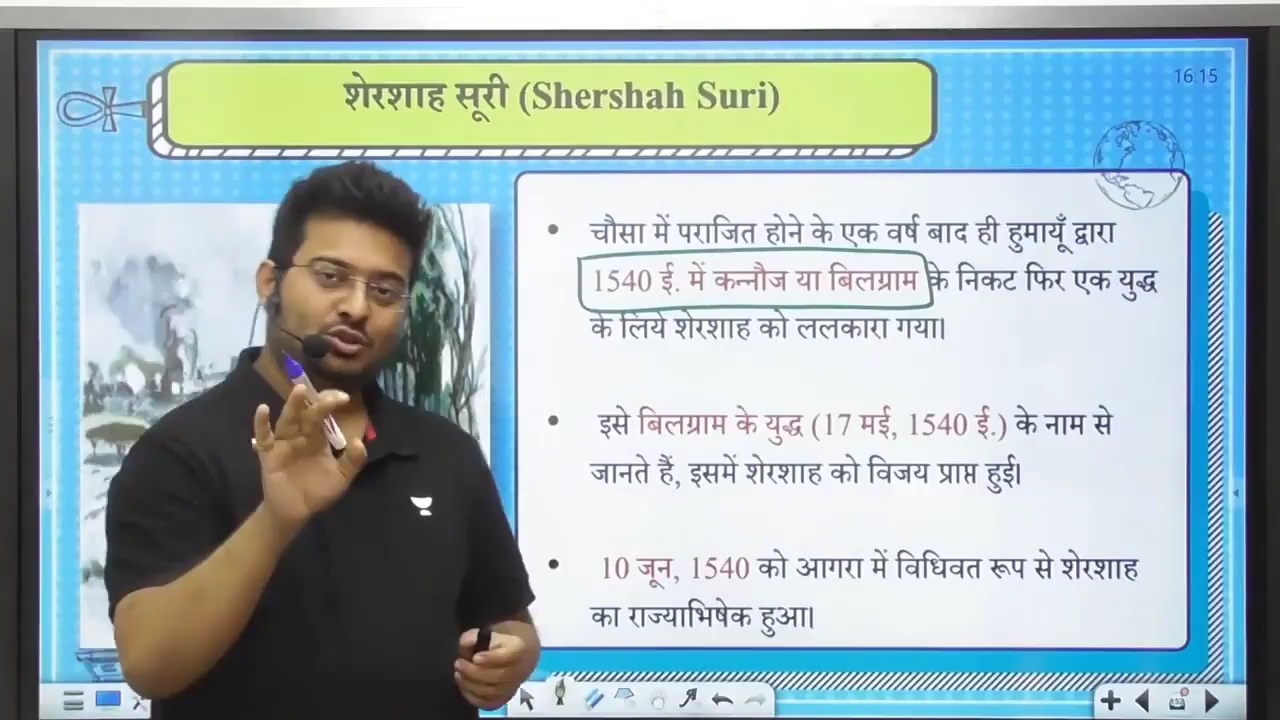 शेरशाह सूरी (Shershah Suri)
16:15
चौसा में पराजित होने के एक वर्ष बाद ही हुमायूँ द्वारा
1540 ई. में कन्नौज या बिलग्राम के निकट फिर एक युद्ध
के लिये शेरशाह को ललकारा गया।
इसे बिलग्राम के युद्ध (17 मई, 1540 ई.) के नाम से
जानते हैं, इसमें शेरशाह को विजय प्राप्त हुई।
10 जून, 1540 को आगरा में विधिवत रूप से शेरशाह
का राज्याभिषेक हुआ।